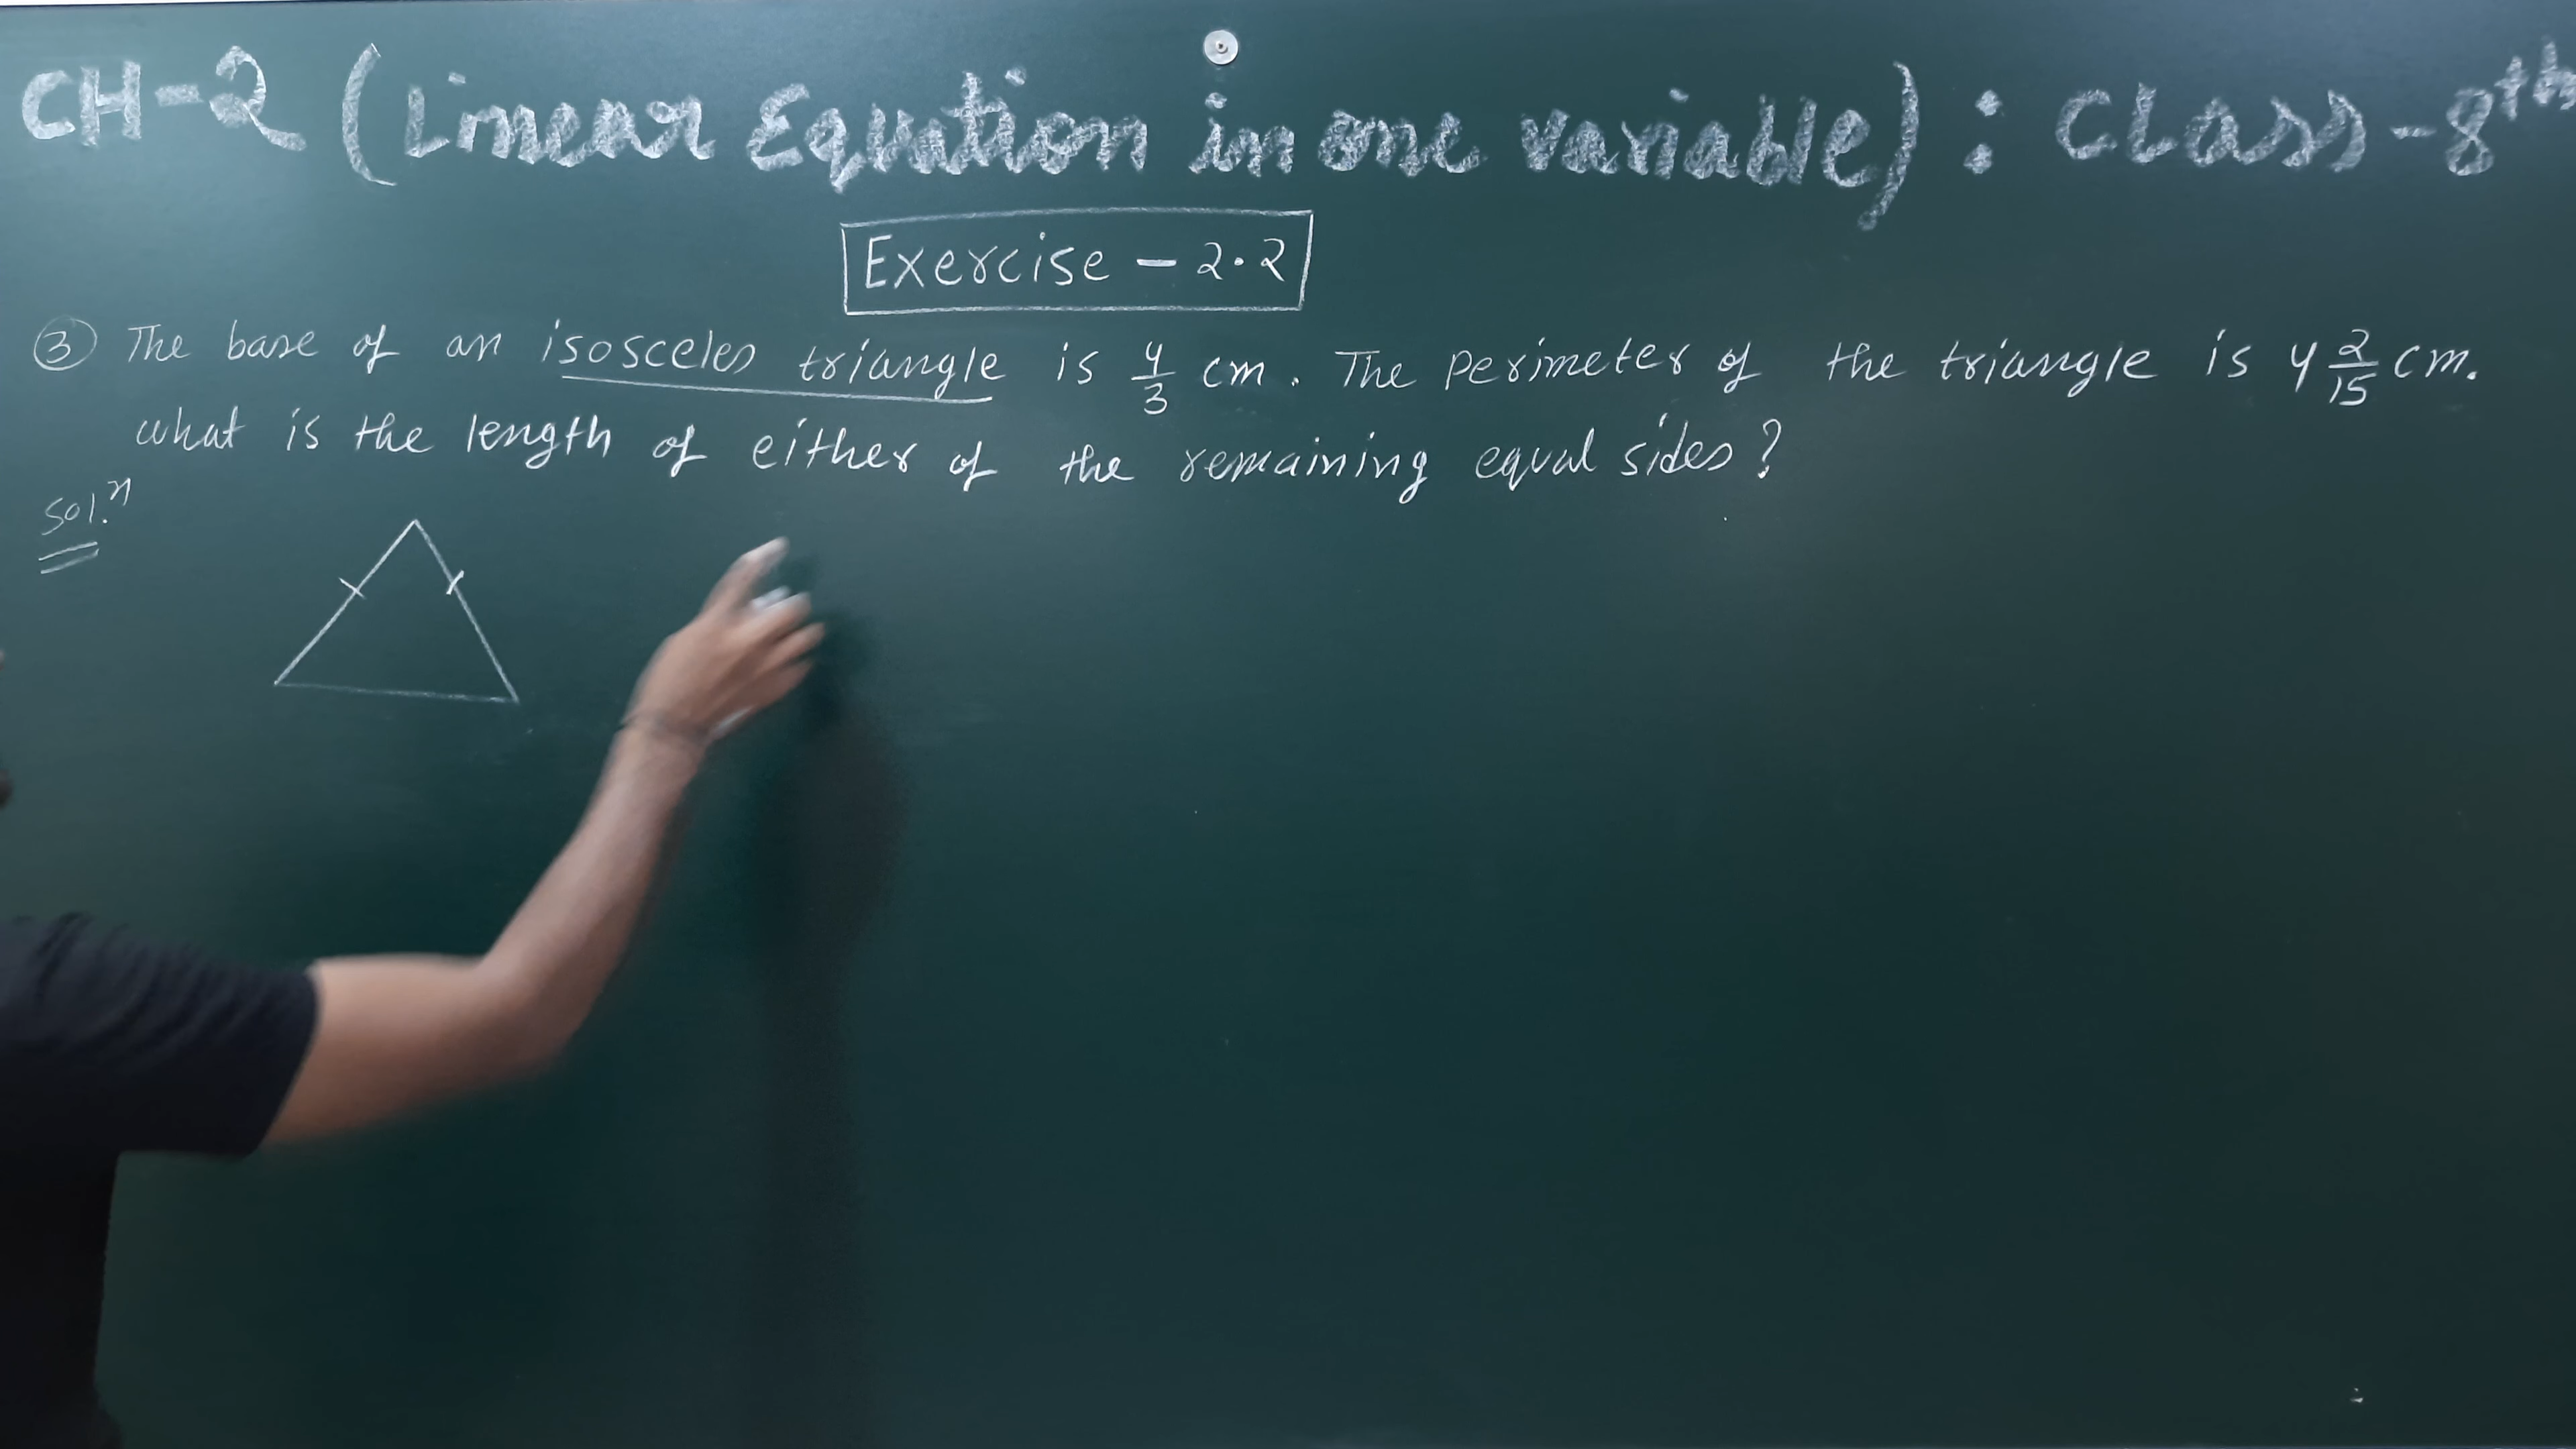 CH-2 (Linear Equation in one variable) : Class-8th
Exercise - 2.2
③ The base of an isosceles triangle is 4/3 cm. The perimeter of the triangle is 4 2/15 cm.
what is the length of either of the remaining equal sides?
Sol.n